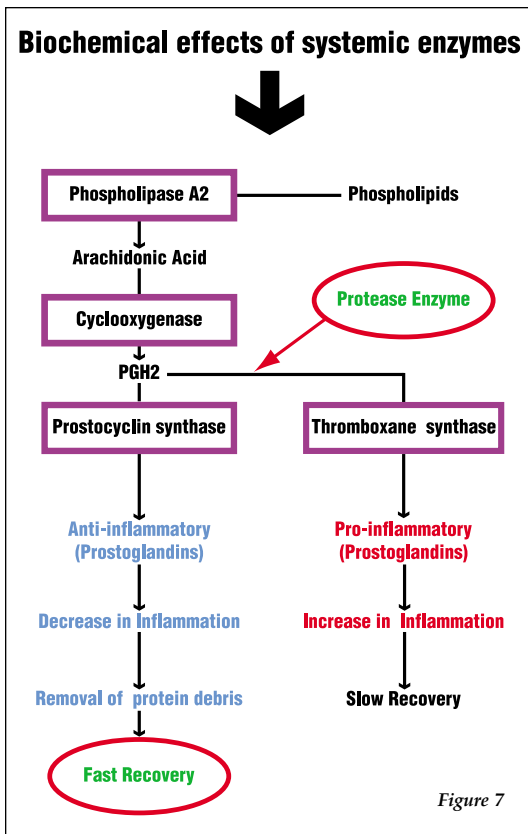 Biochemical effects of systemic enzymes
Phospholipase A2
Phospholipids
Arachidonic Acid
Protease Enzyme
Cyclooxygenase
PGH2
Prostocyclin synthase
Thromboxane synthase
Anti-inflammatory
(Prostoglandins)
Pro-inflammatory
(Prostoglandins)
Decrease in Inflammation
Increase in Inflammation
Removal of protein debris
Slow Recovery
Fast Recovery
Figure 7